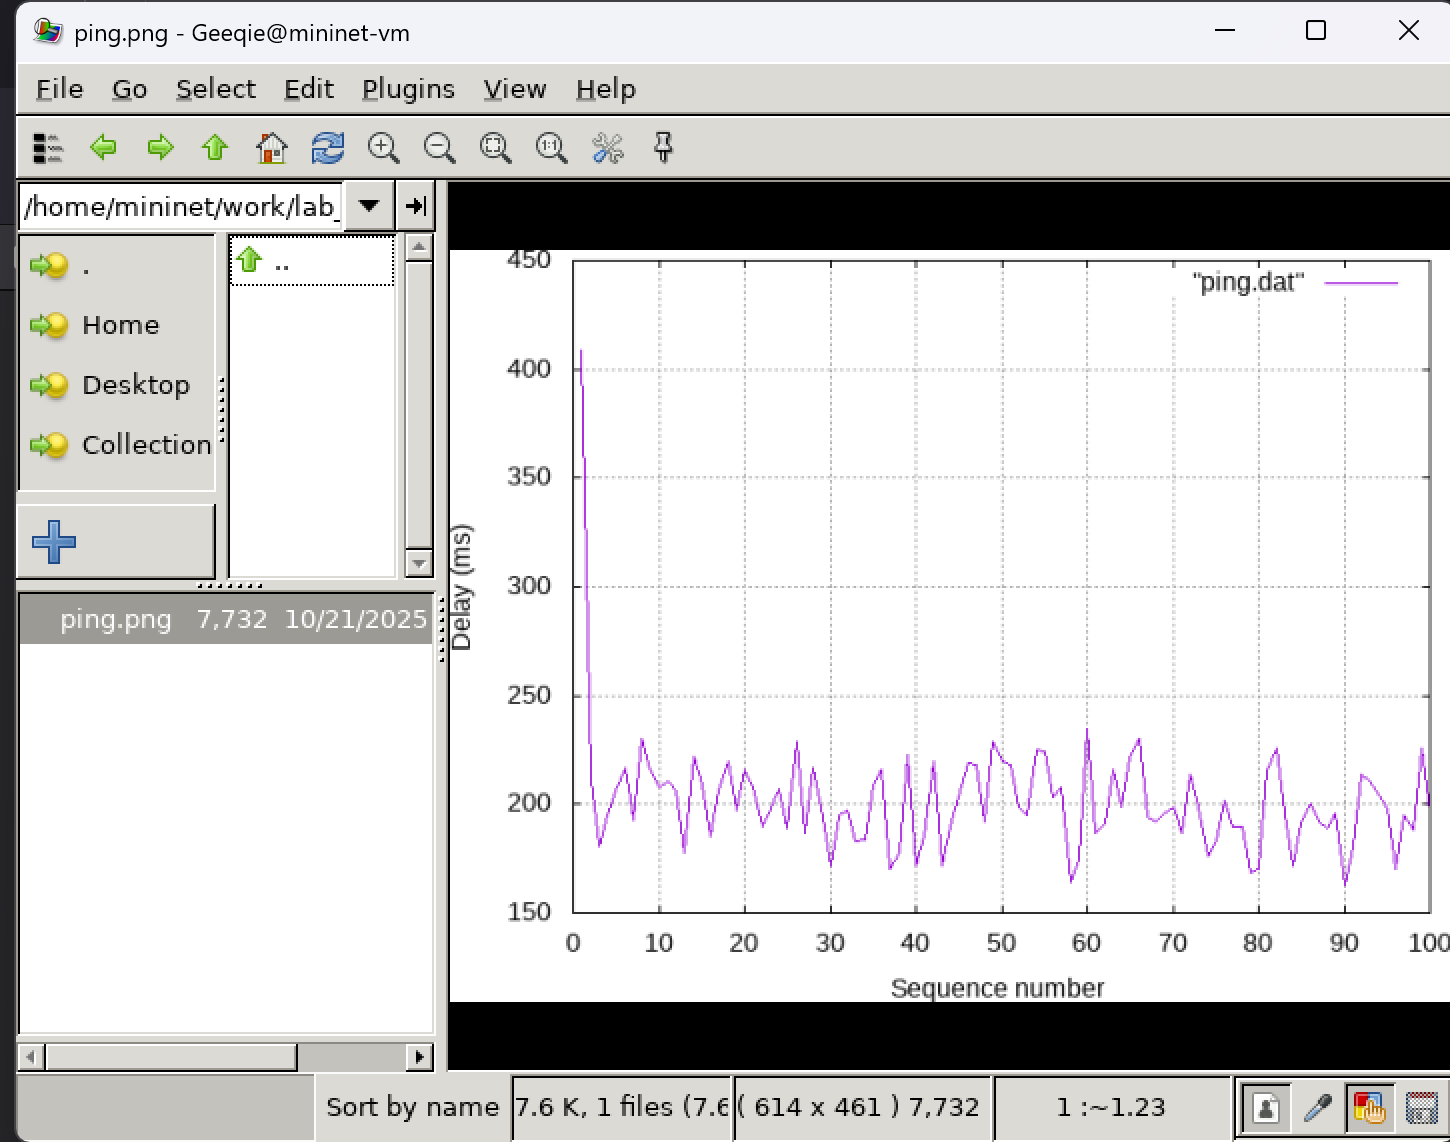 ping.png - Geeqie@mininet-vm
File Go Select Edit Plugins View Help
1:1
/home/mininet/work/lab_
.
Home
Desktop
Collection
..
ping.png 7,732 10/21/2025
"ping.dat"
450
400
350
300
250
200
150
Delay (ms)
0 10 20 30 40 50 60 70 80 90 100
Sequence number
Sort by name 7.6 K, 1 files (7.6 ( 614 x 461 ) 7,732 1 :~1.23